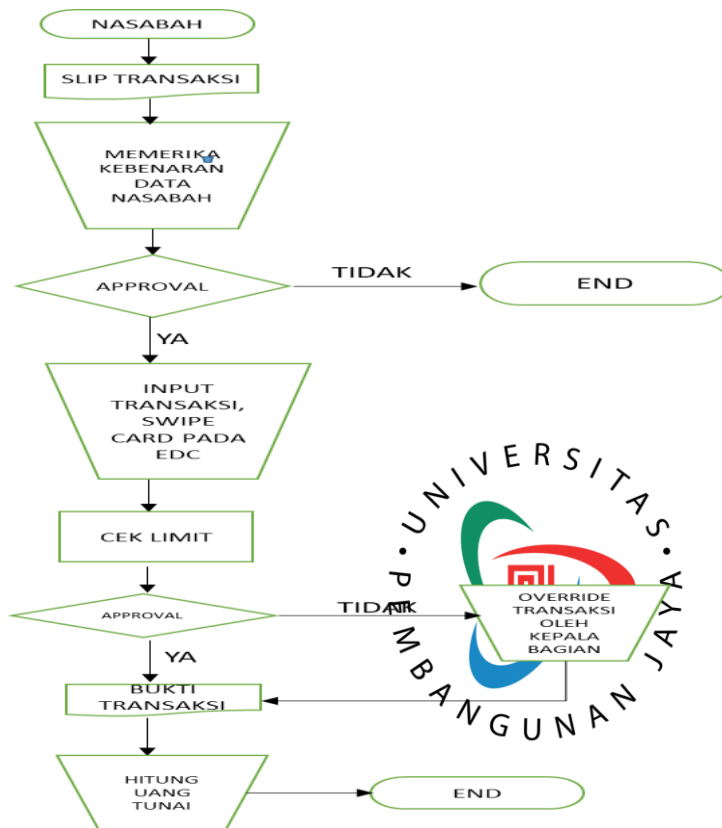 NASABAH
SLIP TRANSAKSI
MEMERIKA
KEBENARAN
DATA
NASABAH
APPROVAL
TIDAK
END
YA
INPUT
TRANSAKSI,
SWIPE
CARD PADA
EDC
CEK LIMIT
APPROVAL
TIDAK
OVERRIDE
TRANSAKSI
OLEH
KEPALA
BAGIAN
YA
BUKTI
TRANSAKSI
HITUNG
UANG
TUNAI
END
• UNIVERSITAS •
PEMBANGUNAN JAYA